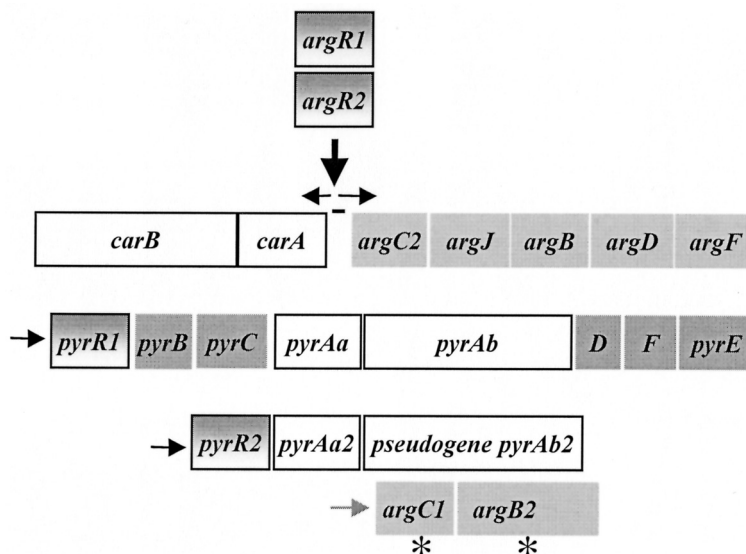 argR1
argR2
carB carA argC2 argJ argB argD argF
pyrR1 pyrB pyrC pyrAa pyrAb D F pyrE
pyrR2 pyrAa2 pseudogene pyrAb2
argC1 argB2
* *